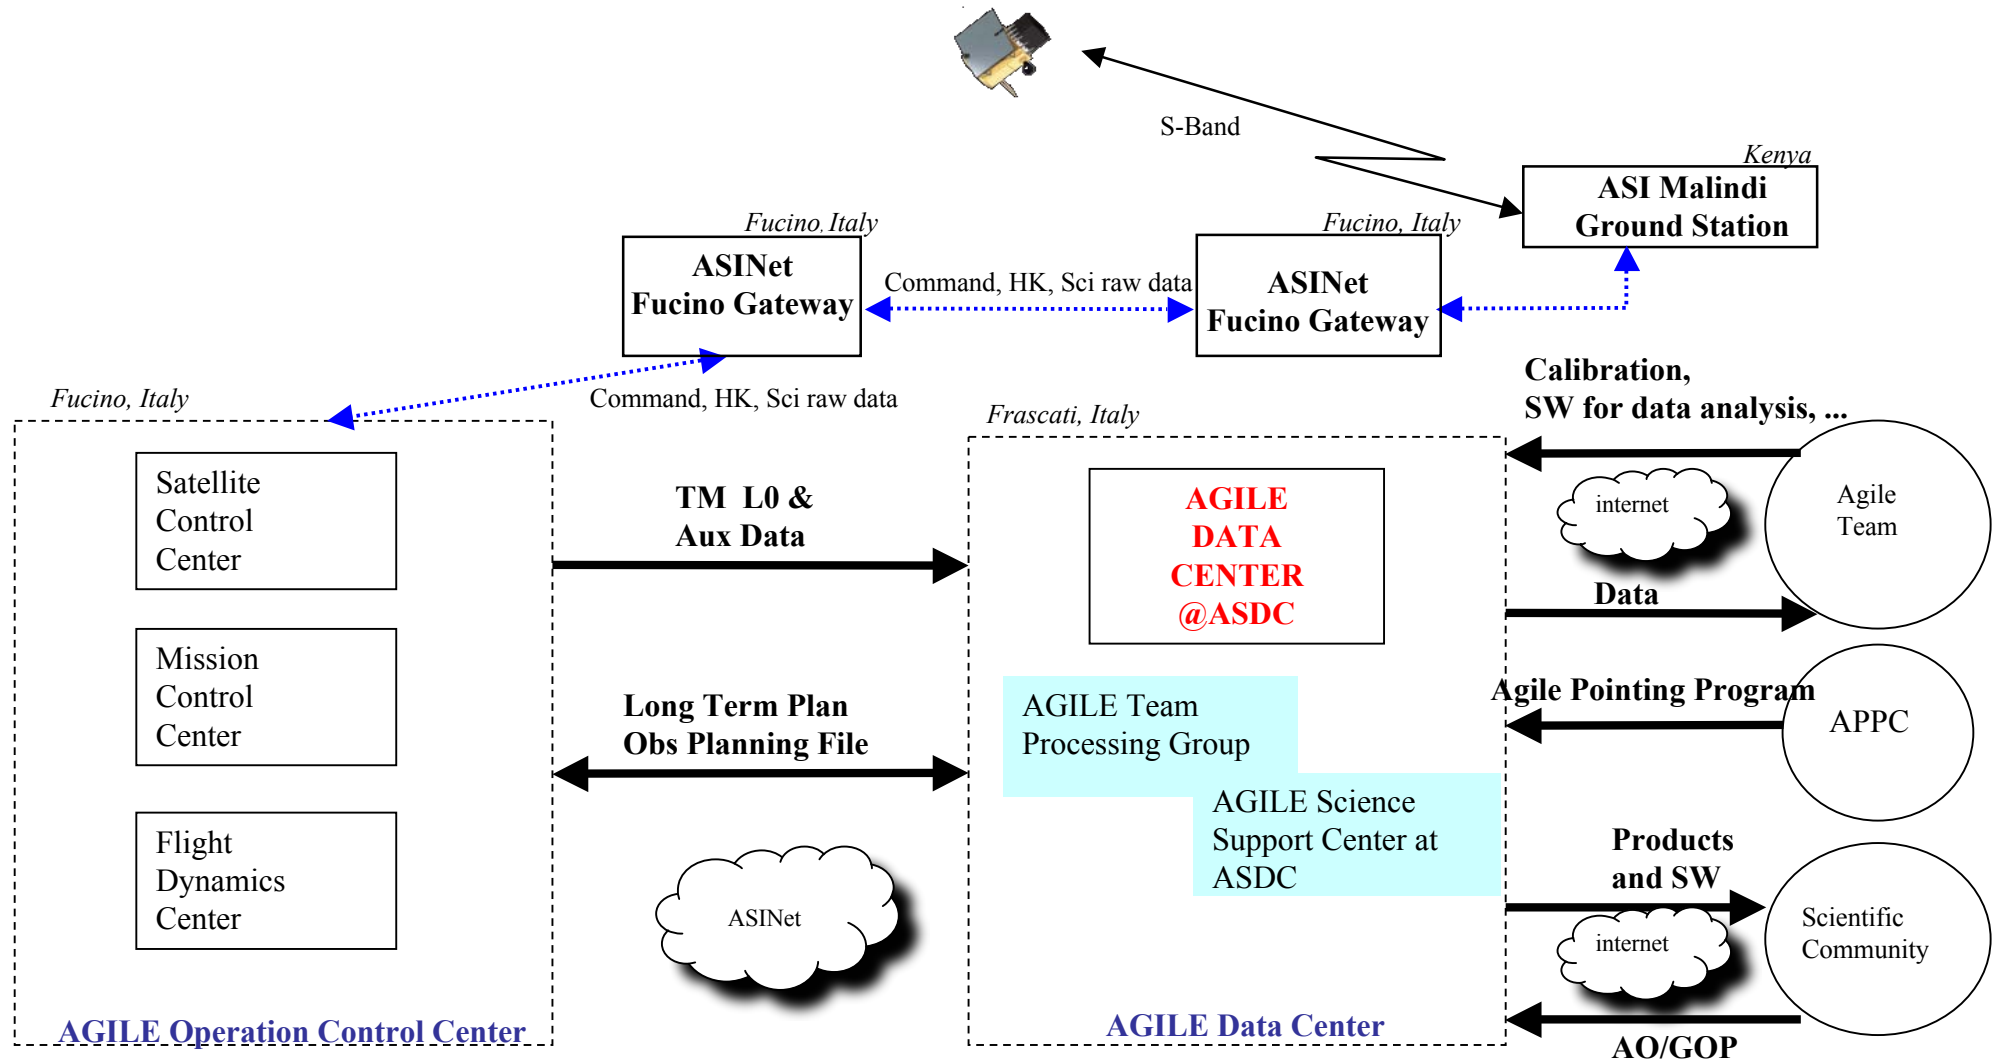 S-Band
Kenya
ASI Malindi
Ground Station
Fucino, Italy
ASINet
Fucino Gateway
Command, HK, Sci raw data
Fucino, Italy
ASINet
Fucino Gateway
Command, HK, Sci raw data
Fucino, Italy
Satellite
Control
Center
Mission
Control
Center
Flight
Dynamics
Center
AGILE Operation Control Center
TM L0 &
Aux Data
Long Term Plan
Obs Planning File
ASINet
Frascati, Italy
AGILE
DATA
CENTER
@ASDC
AGILE Team
Processing Group
AGILE Science
Support Center at
ASDC
AGILE Data Center
Calibration,
SW for data analysis, ...
internet
Agile
Team
Data
Agile Pointing Program
APPC
Products
and SW
internet
Scientific
Community
AO/GOP